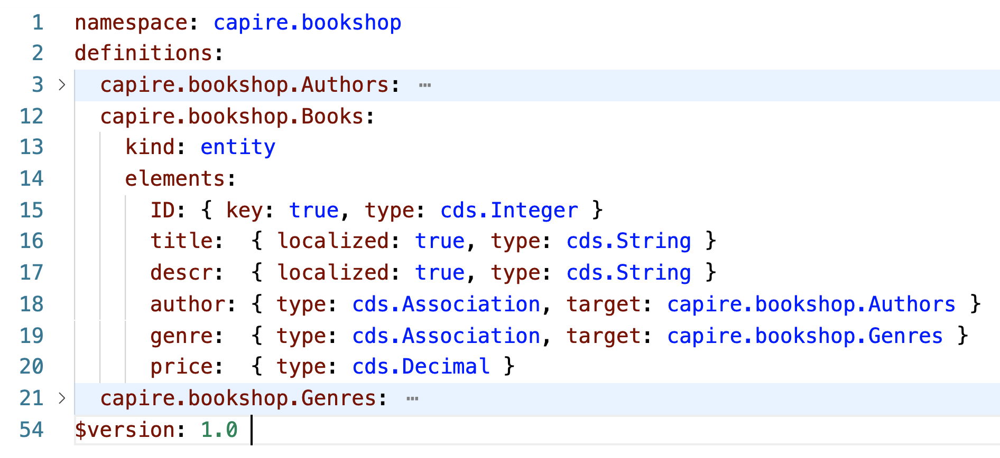 1 namespace: capire.bookshop
2 definitions:
3 > capire.bookshop.Authors: ⋯
12 capire.bookshop.Books:
13 kind: entity
14 elements:
15 ID: { key: true, type: cds.Integer }
16 title:  { localized: true, type: cds.String }
17 descr:  { localized: true, type: cds.String }
18 author: { type: cds.Association, target: capire.bookshop.Authors }
19 genre:  { type: cds.Association, target: capire.bookshop.Genres }
20 price:  { type: cds.Decimal }
21 > capire.bookshop.Genres: ⋯
54 $version: 1.0